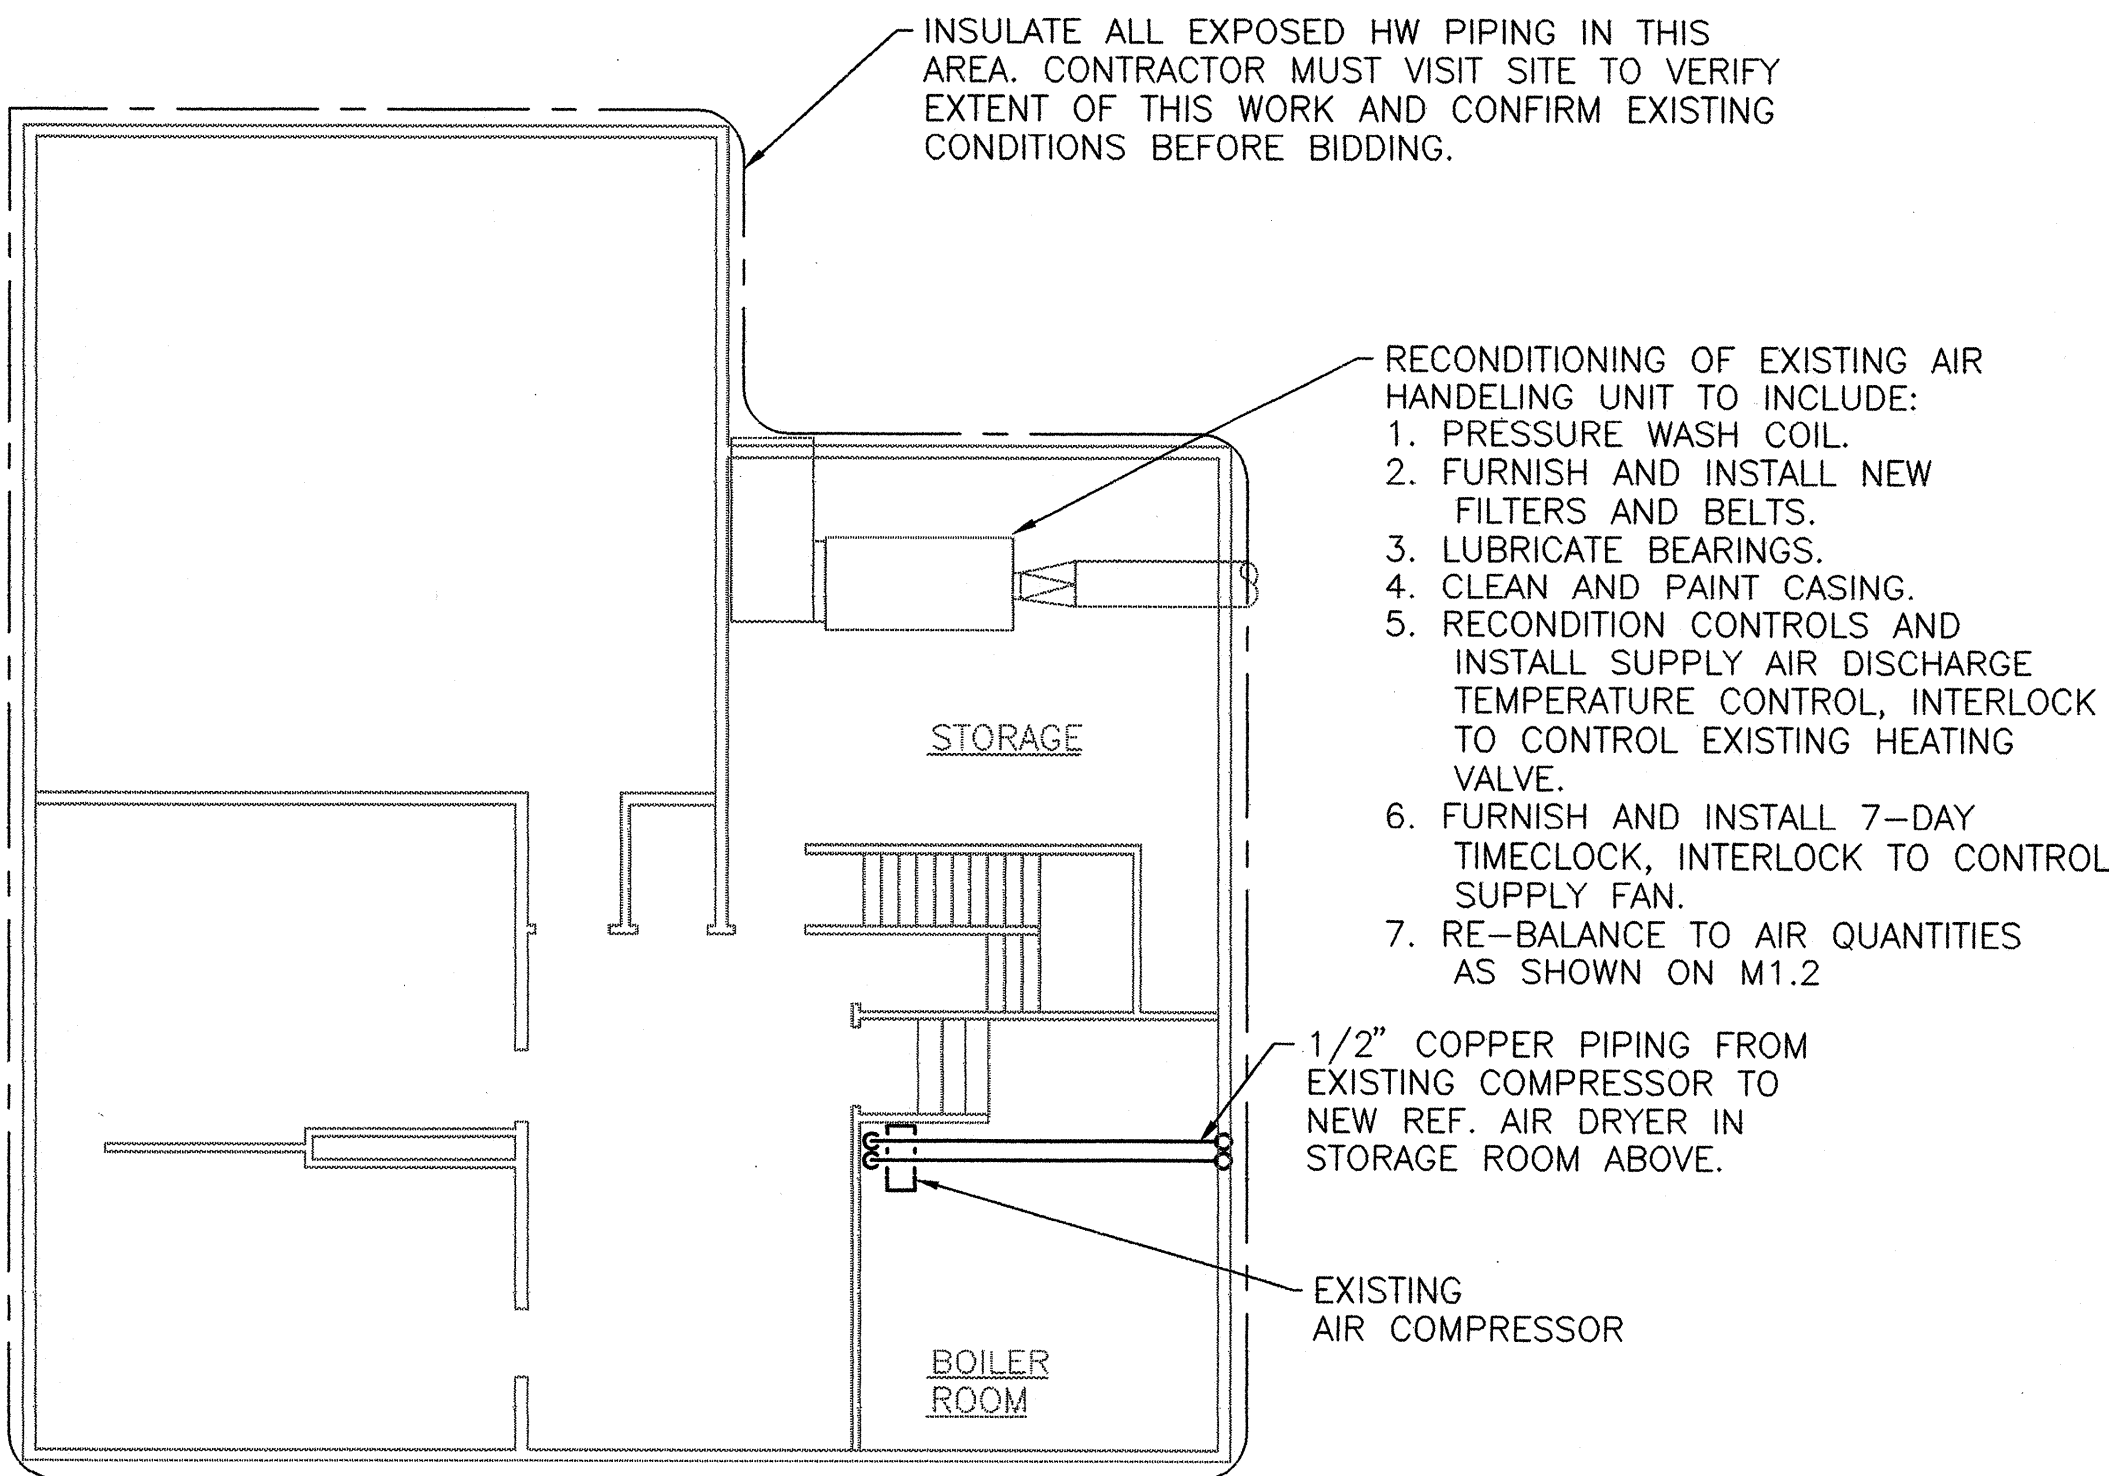 INSULATE ALL EXPOSED HW PIPING IN THIS
AREA. CONTRACTOR MUST VISIT SITE TO VERIFY
EXTENT OF THIS WORK AND CONFIRM EXISTING
CONDITIONS BEFORE BIDDING.
RECONDITIONING OF EXISTING AIR
HANDELING UNIT TO INCLUDE:
1. PRESSURE WASH COIL.
2. FURNISH AND INSTALL NEW
FILTERS AND BELTS.
3. LUBRICATE BEARINGS.
4. CLEAN AND PAINT CASING.
5. RECONDITION CONTROLS AND
INSTALL SUPPLY AIR DISCHARGE
TEMPERATURE CONTROL, INTERLOCK
TO CONTROL EXISTING HEATING
VALVE.
6. FURNISH AND INSTALL 7-DAY
TIMECLOCK, INTERLOCK TO CONTROL
SUPPLY FAN.
7. RE-BALANCE TO AIR QUANTITIES
AS SHOWN ON M1.2
STORAGE
1/2" COPPER PIPING FROM
EXISTING COMPRESSOR TO
NEW REF. AIR DRYER IN
STORAGE ROOM ABOVE.
EXISTING
AIR COMPRESSOR
BOILER
ROOM